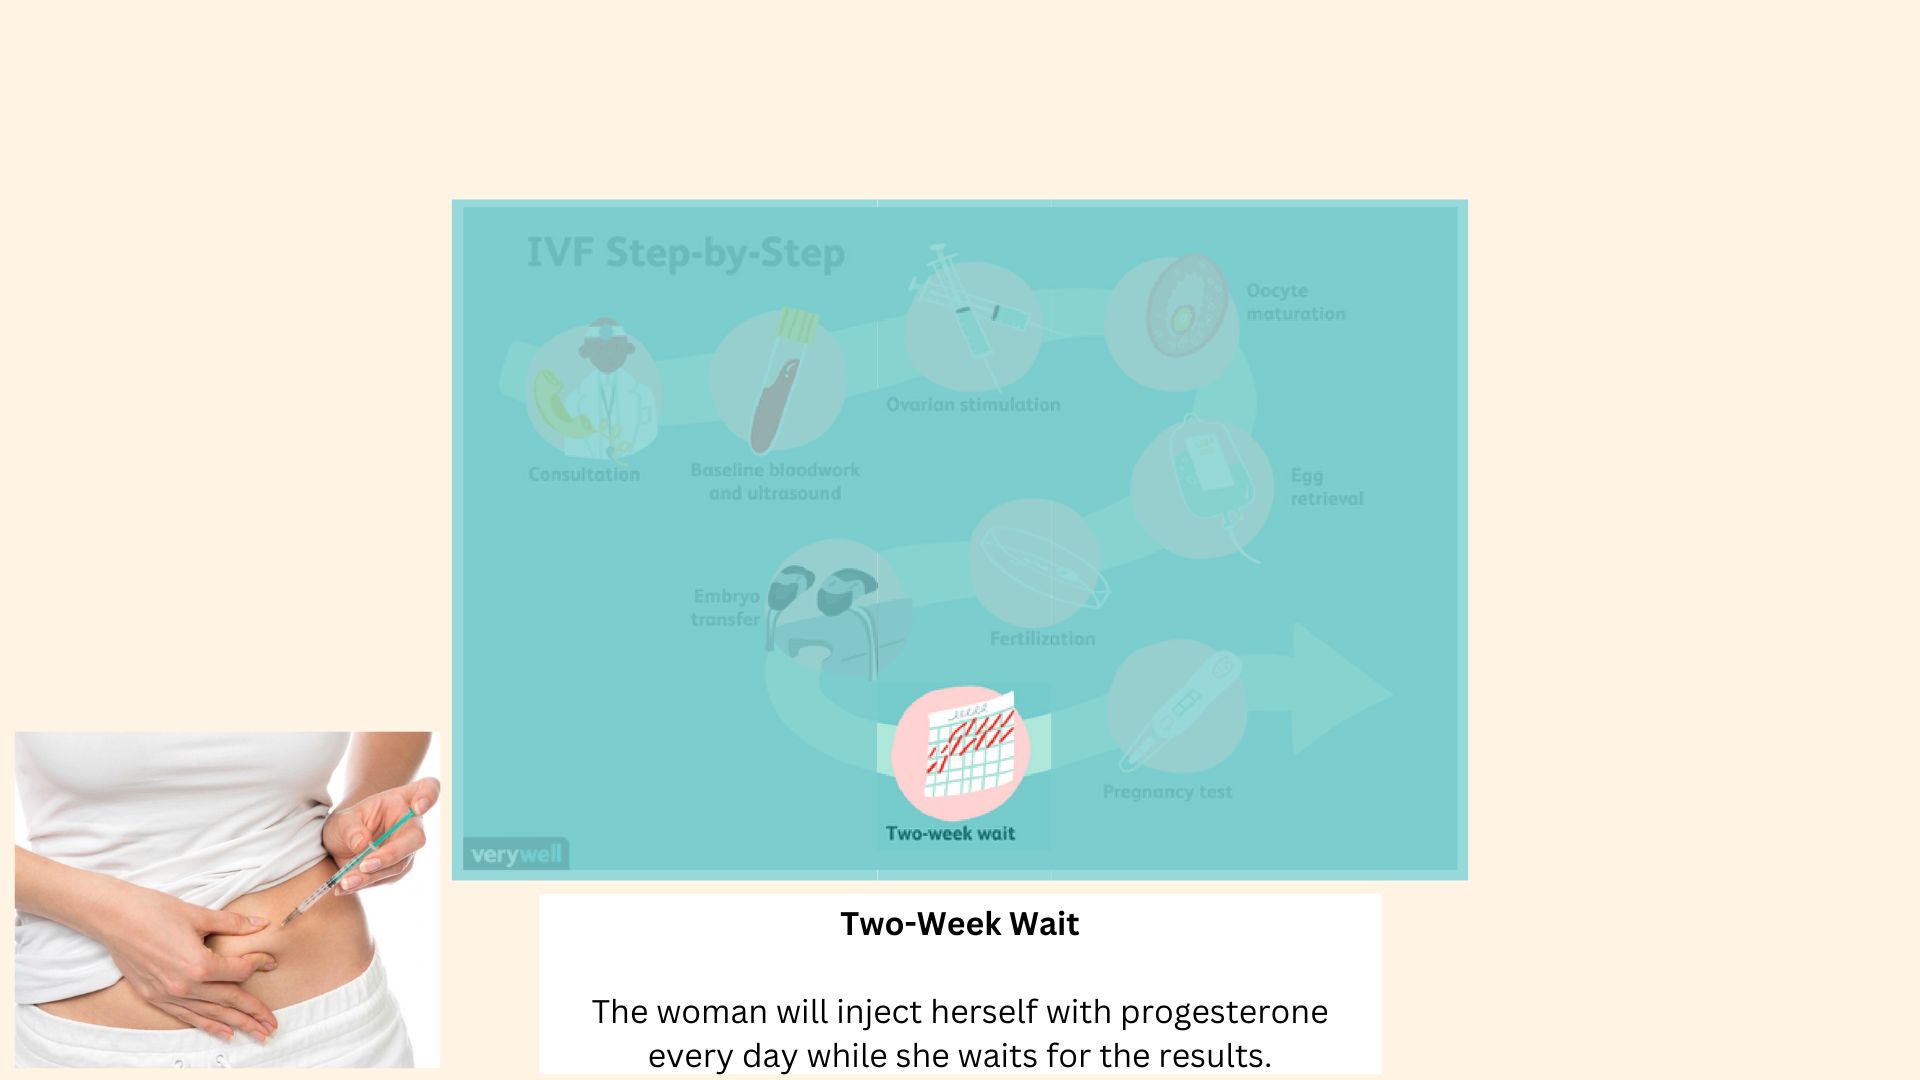 IVF Step-by-Step
Consultation
Baseline bloodwork
and ultrasound
Ovarian stimulation
Oocyte
maturation
Egg
retrieval
Fertilization
Embryo
transfer
Two-week wait
Pregnancy test
verywell
Two-Week Wait
The woman will inject herself with progesterone
every day while she waits for the results.